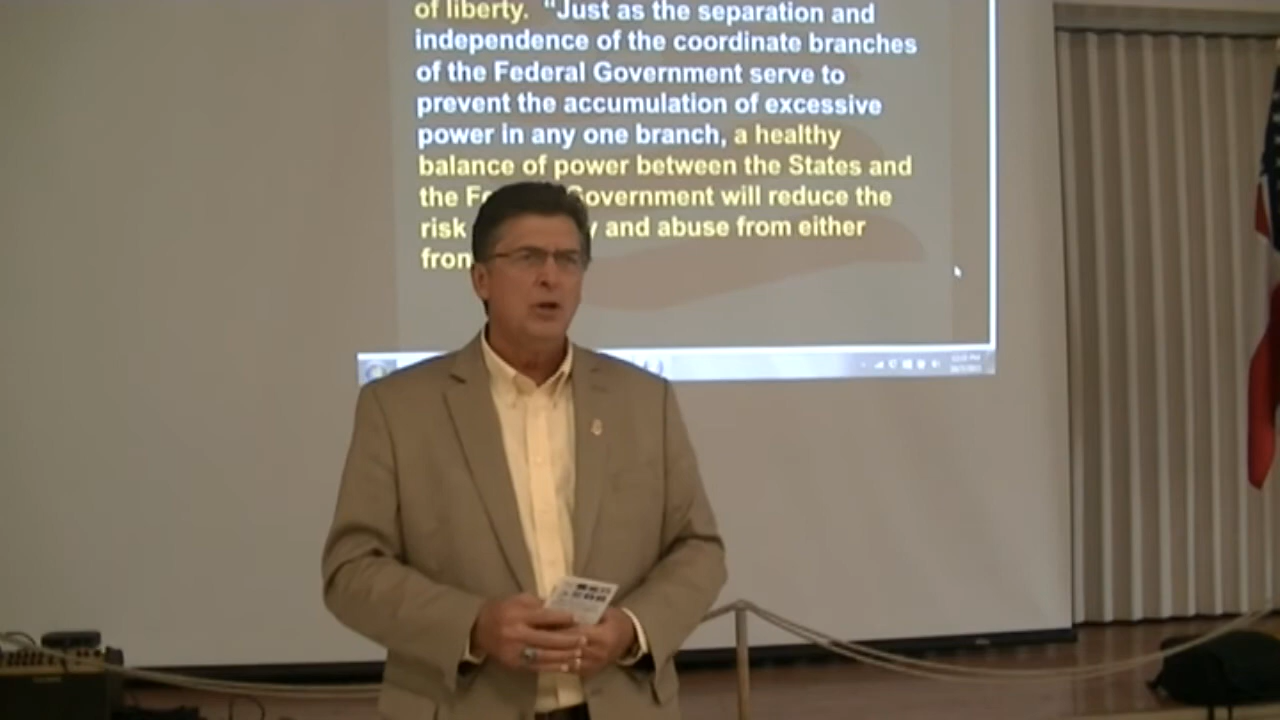 of liberty. "Just as the separation and
independence of the coordinate branches
of the Federal Government serve to
prevent the accumulation of excessive
power in any one branch, a healthy
balance of power between the States and
the Government will reduce the
risk and abuse from either